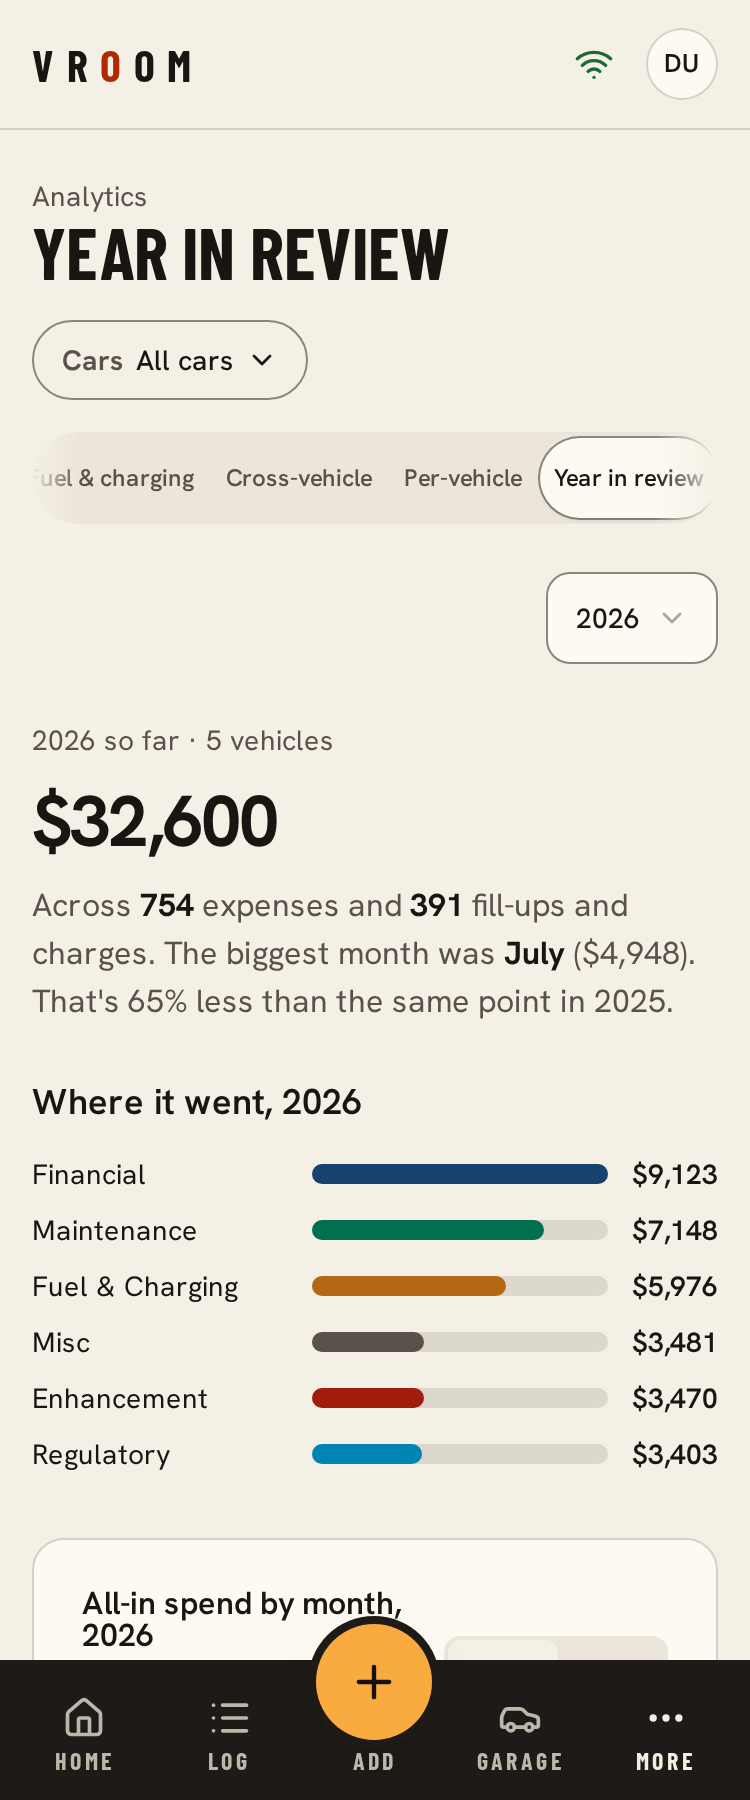 VROOM
DU
Analytics
YEAR IN REVIEW
Cars All cars
Fuel & charging Cross-vehicle Per-vehicle Year in review
2026
2026 so far · 5 vehicles
$32,600
Across 754 expenses and 391 fill-ups and
charges. The biggest month was July ($4,948).
That's 65% less than the same point in 2025.
Where it went, 2026
Financial $9,123
Maintenance $7,148
Fuel & Charging $5,976
Misc $3,481
Enhancement $3,470
Regulatory $3,403
All-in spend by month,
2026
HOME LOG ADD GARAGE MORE